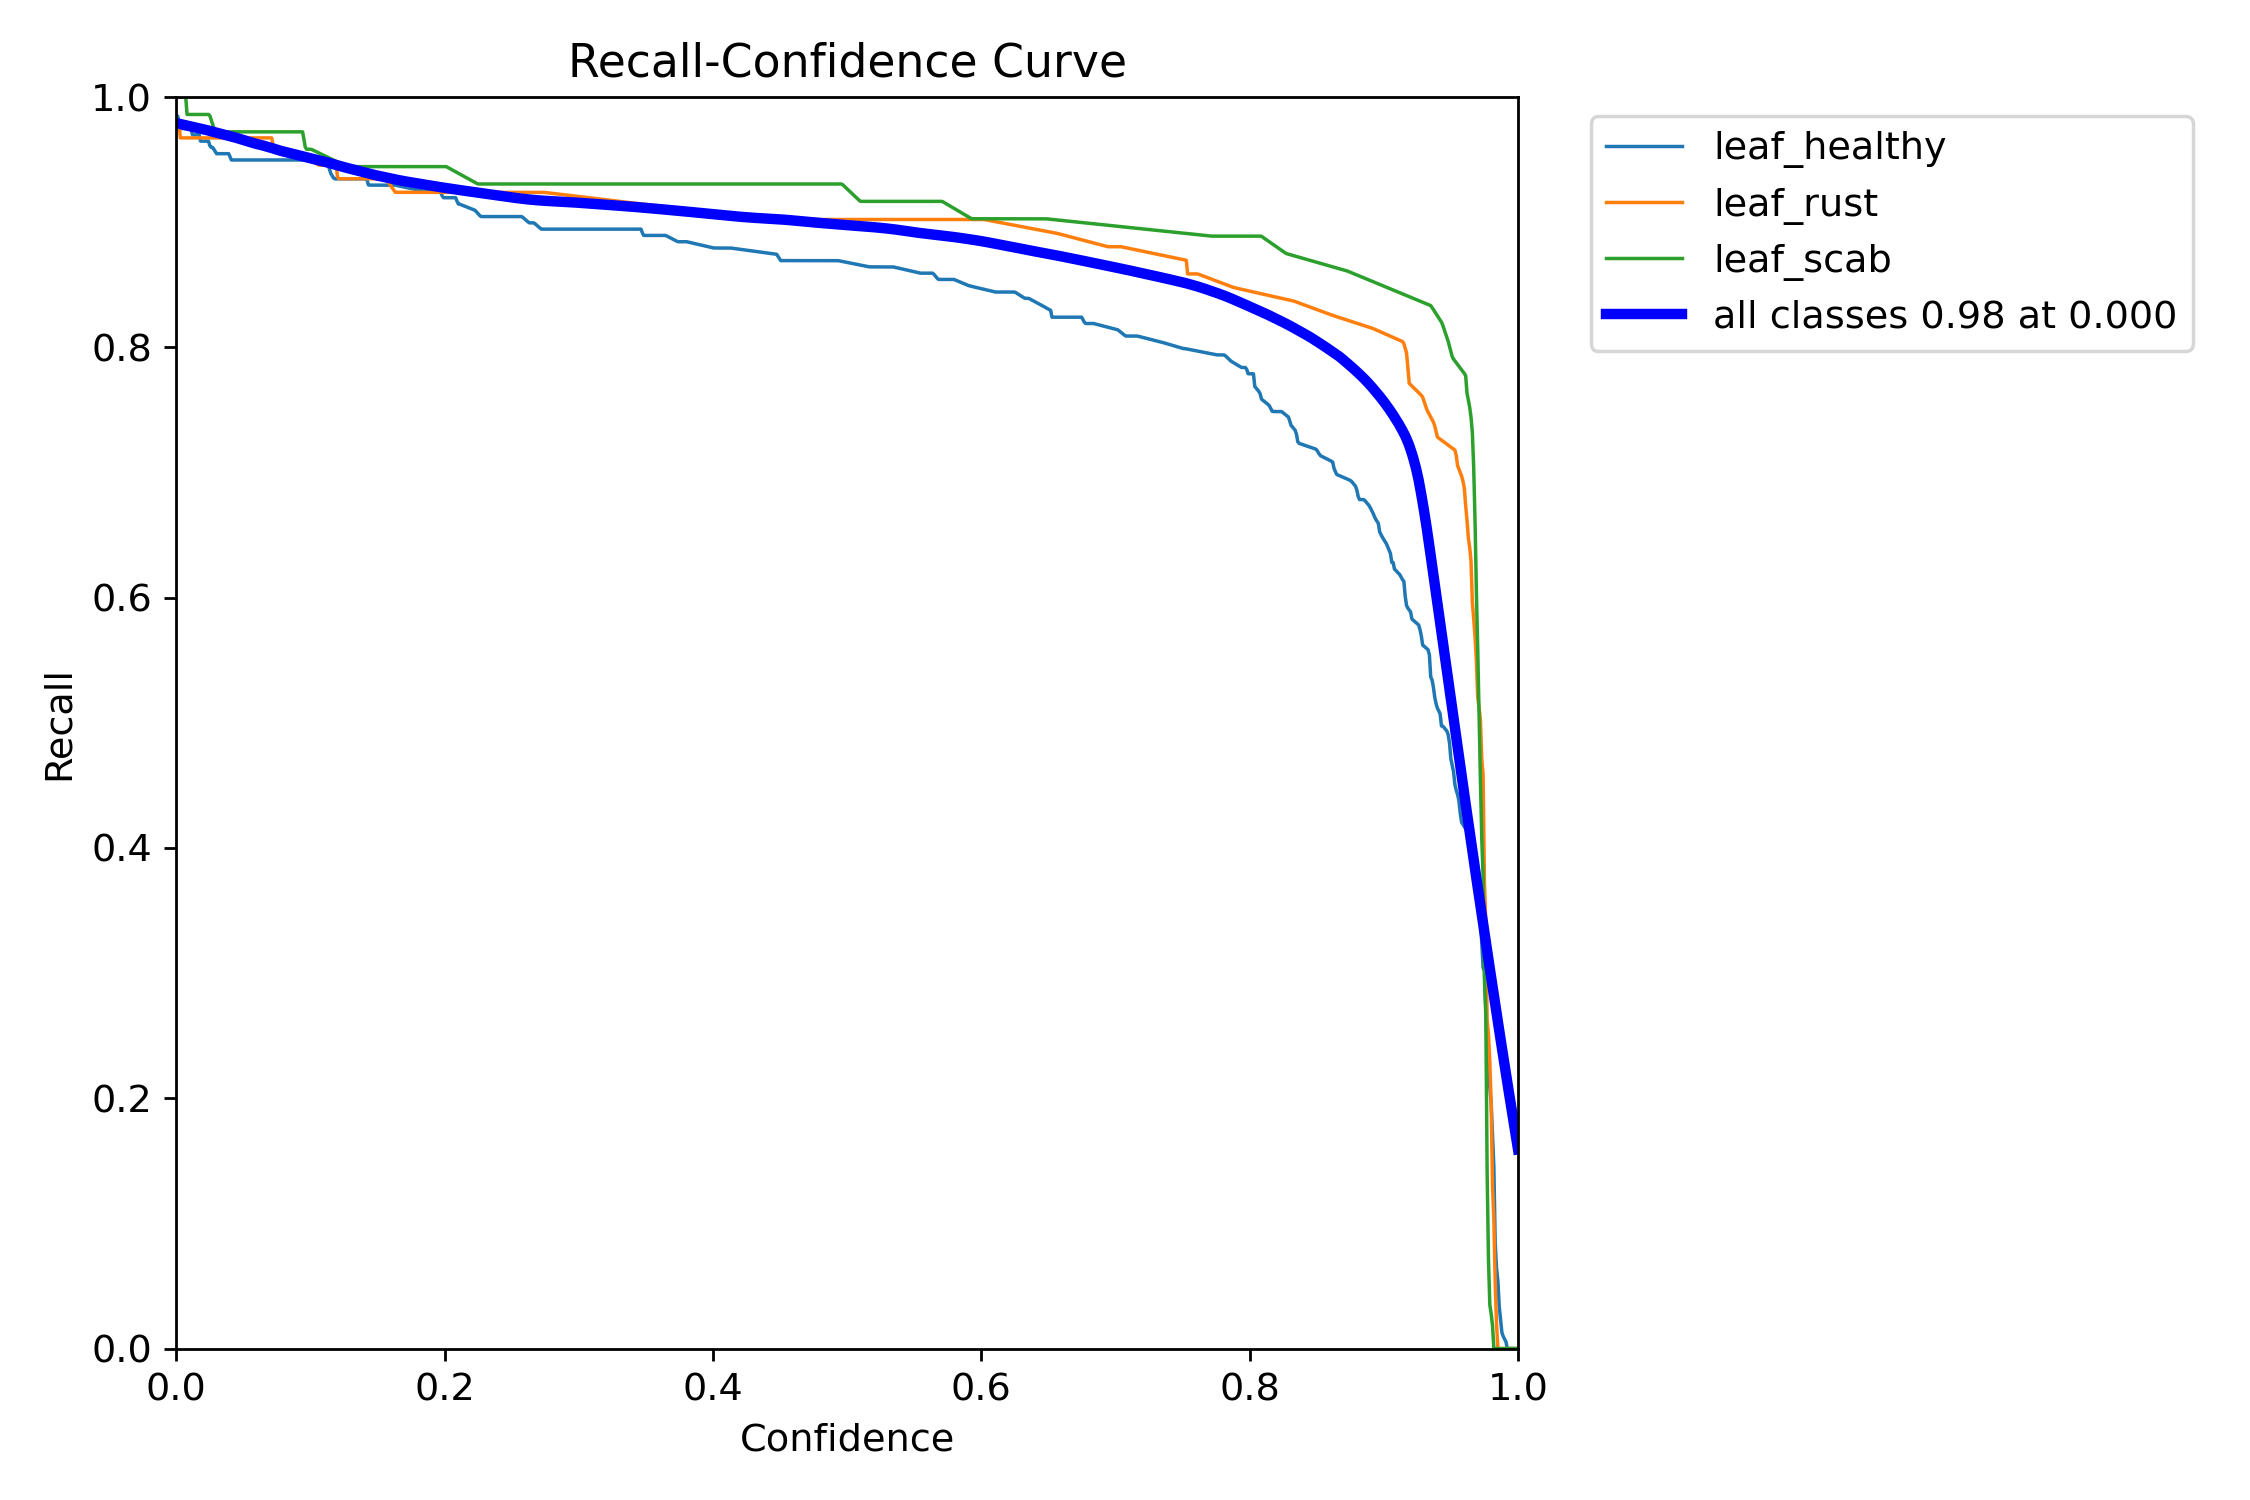 Recall-Confidence Curve
1.0
0.8
0.6
0.4
0.2
0.0
Recall
0.0 0.2 0.4 0.6 0.8 1.0
Confidence
leaf_healthy
leaf_rust
leaf_scab
all classes 0.98 at 0.000